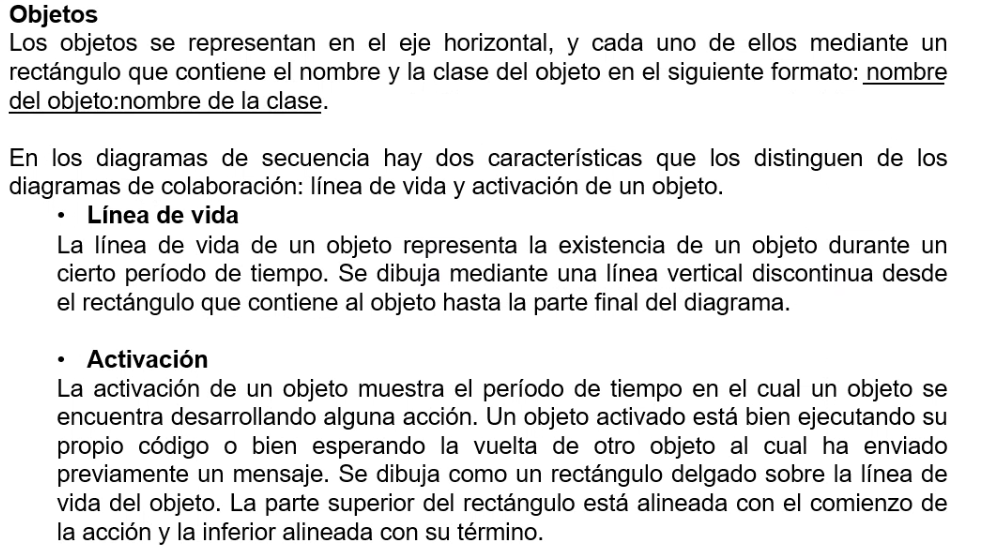 Objetos
Los objetos se representan en el eje horizontal, y cada uno de ellos mediante un
rectángulo que contiene el nombre y la clase del objeto en el siguiente formato: nombre
del objeto:nombre de la clase.
En los diagramas de secuencia hay dos características que los distinguen de los
diagramas de colaboración: línea de vida y activación de un objeto.
• Línea de vida
La línea de vida de un objeto representa la existencia de un objeto durante un
cierto período de tiempo. Se dibuja mediante una línea vertical discontinua desde
el rectángulo que contiene al objeto hasta la parte final del diagrama.
• Activación
La activación de un objeto muestra el período de tiempo en el cual un objeto se
encuentra desarrollando alguna acción. Un objeto activado está bien ejecutando su
propio código o bien esperando la vuelta de otro objeto al cual ha enviado
previamente un mensaje. Se dibuja como un rectángulo delgado sobre la línea de
vida del objeto. La parte superior del rectángulo está alineada con el comienzo de
la acción y la inferior alineada con su término.